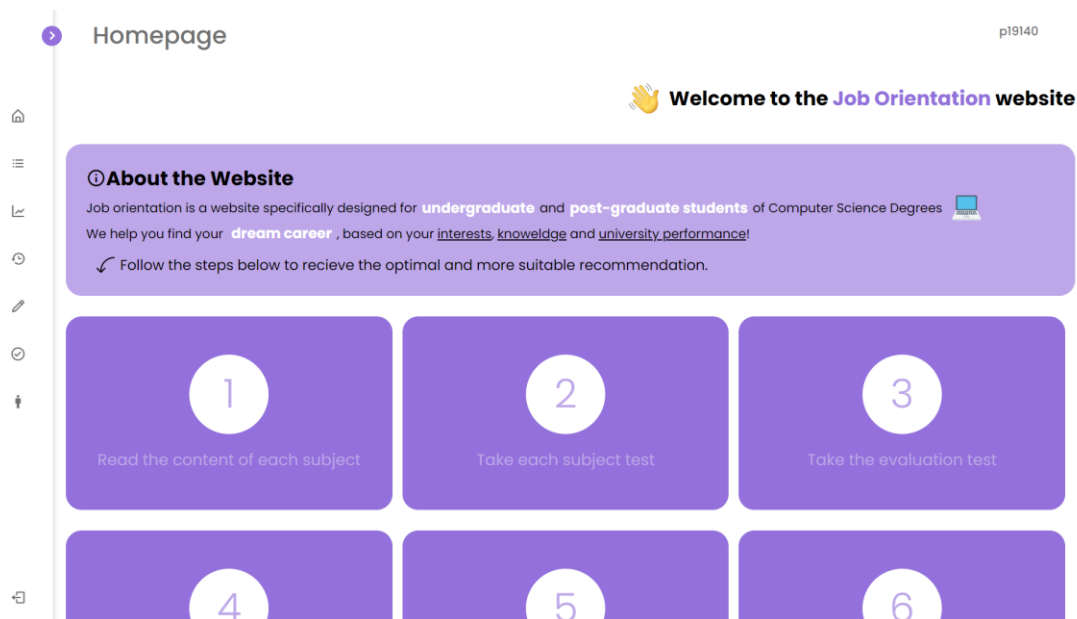 Homepage
p19140
Welcome to the Job Orientation website
About the Website
Job orientation is a website specifically designed for undergraduate and post-graduate students of Computer Science Degrees
We help you find your dream career , based on your interests, knoweldge and university performance!
Follow the steps below to recieve the optimal and more suitable recommendation.
1
2
3
Read the content of each subject
Take each subject test
Take the evaluation test
4
5
6